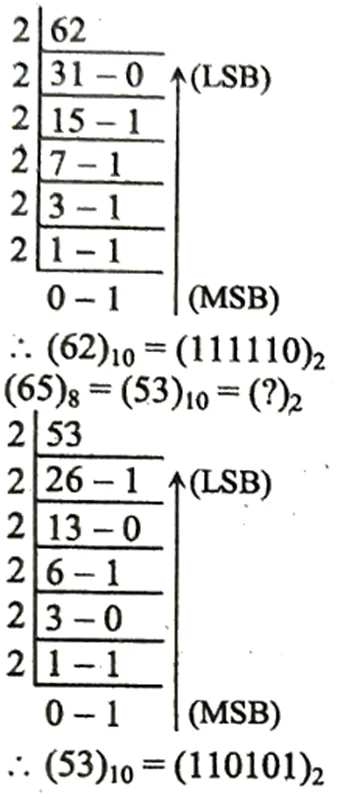 2 62
2 31 – 0 (LSB)
2 15 – 1
2 7 – 1
2 3 – 1
2 1 – 1
0 – 1 (MSB)
∴ (62)₁₀ = (111110)₂
(65)₈ = (53)₁₀ = (?)₂
2 53
2 26 – 1 (LSB)
2 13 – 0
2 6 – 1
2 3 – 0
2 1 – 1
0 – 1 (MSB)
∴ (53)₁₀ = (110101)₂